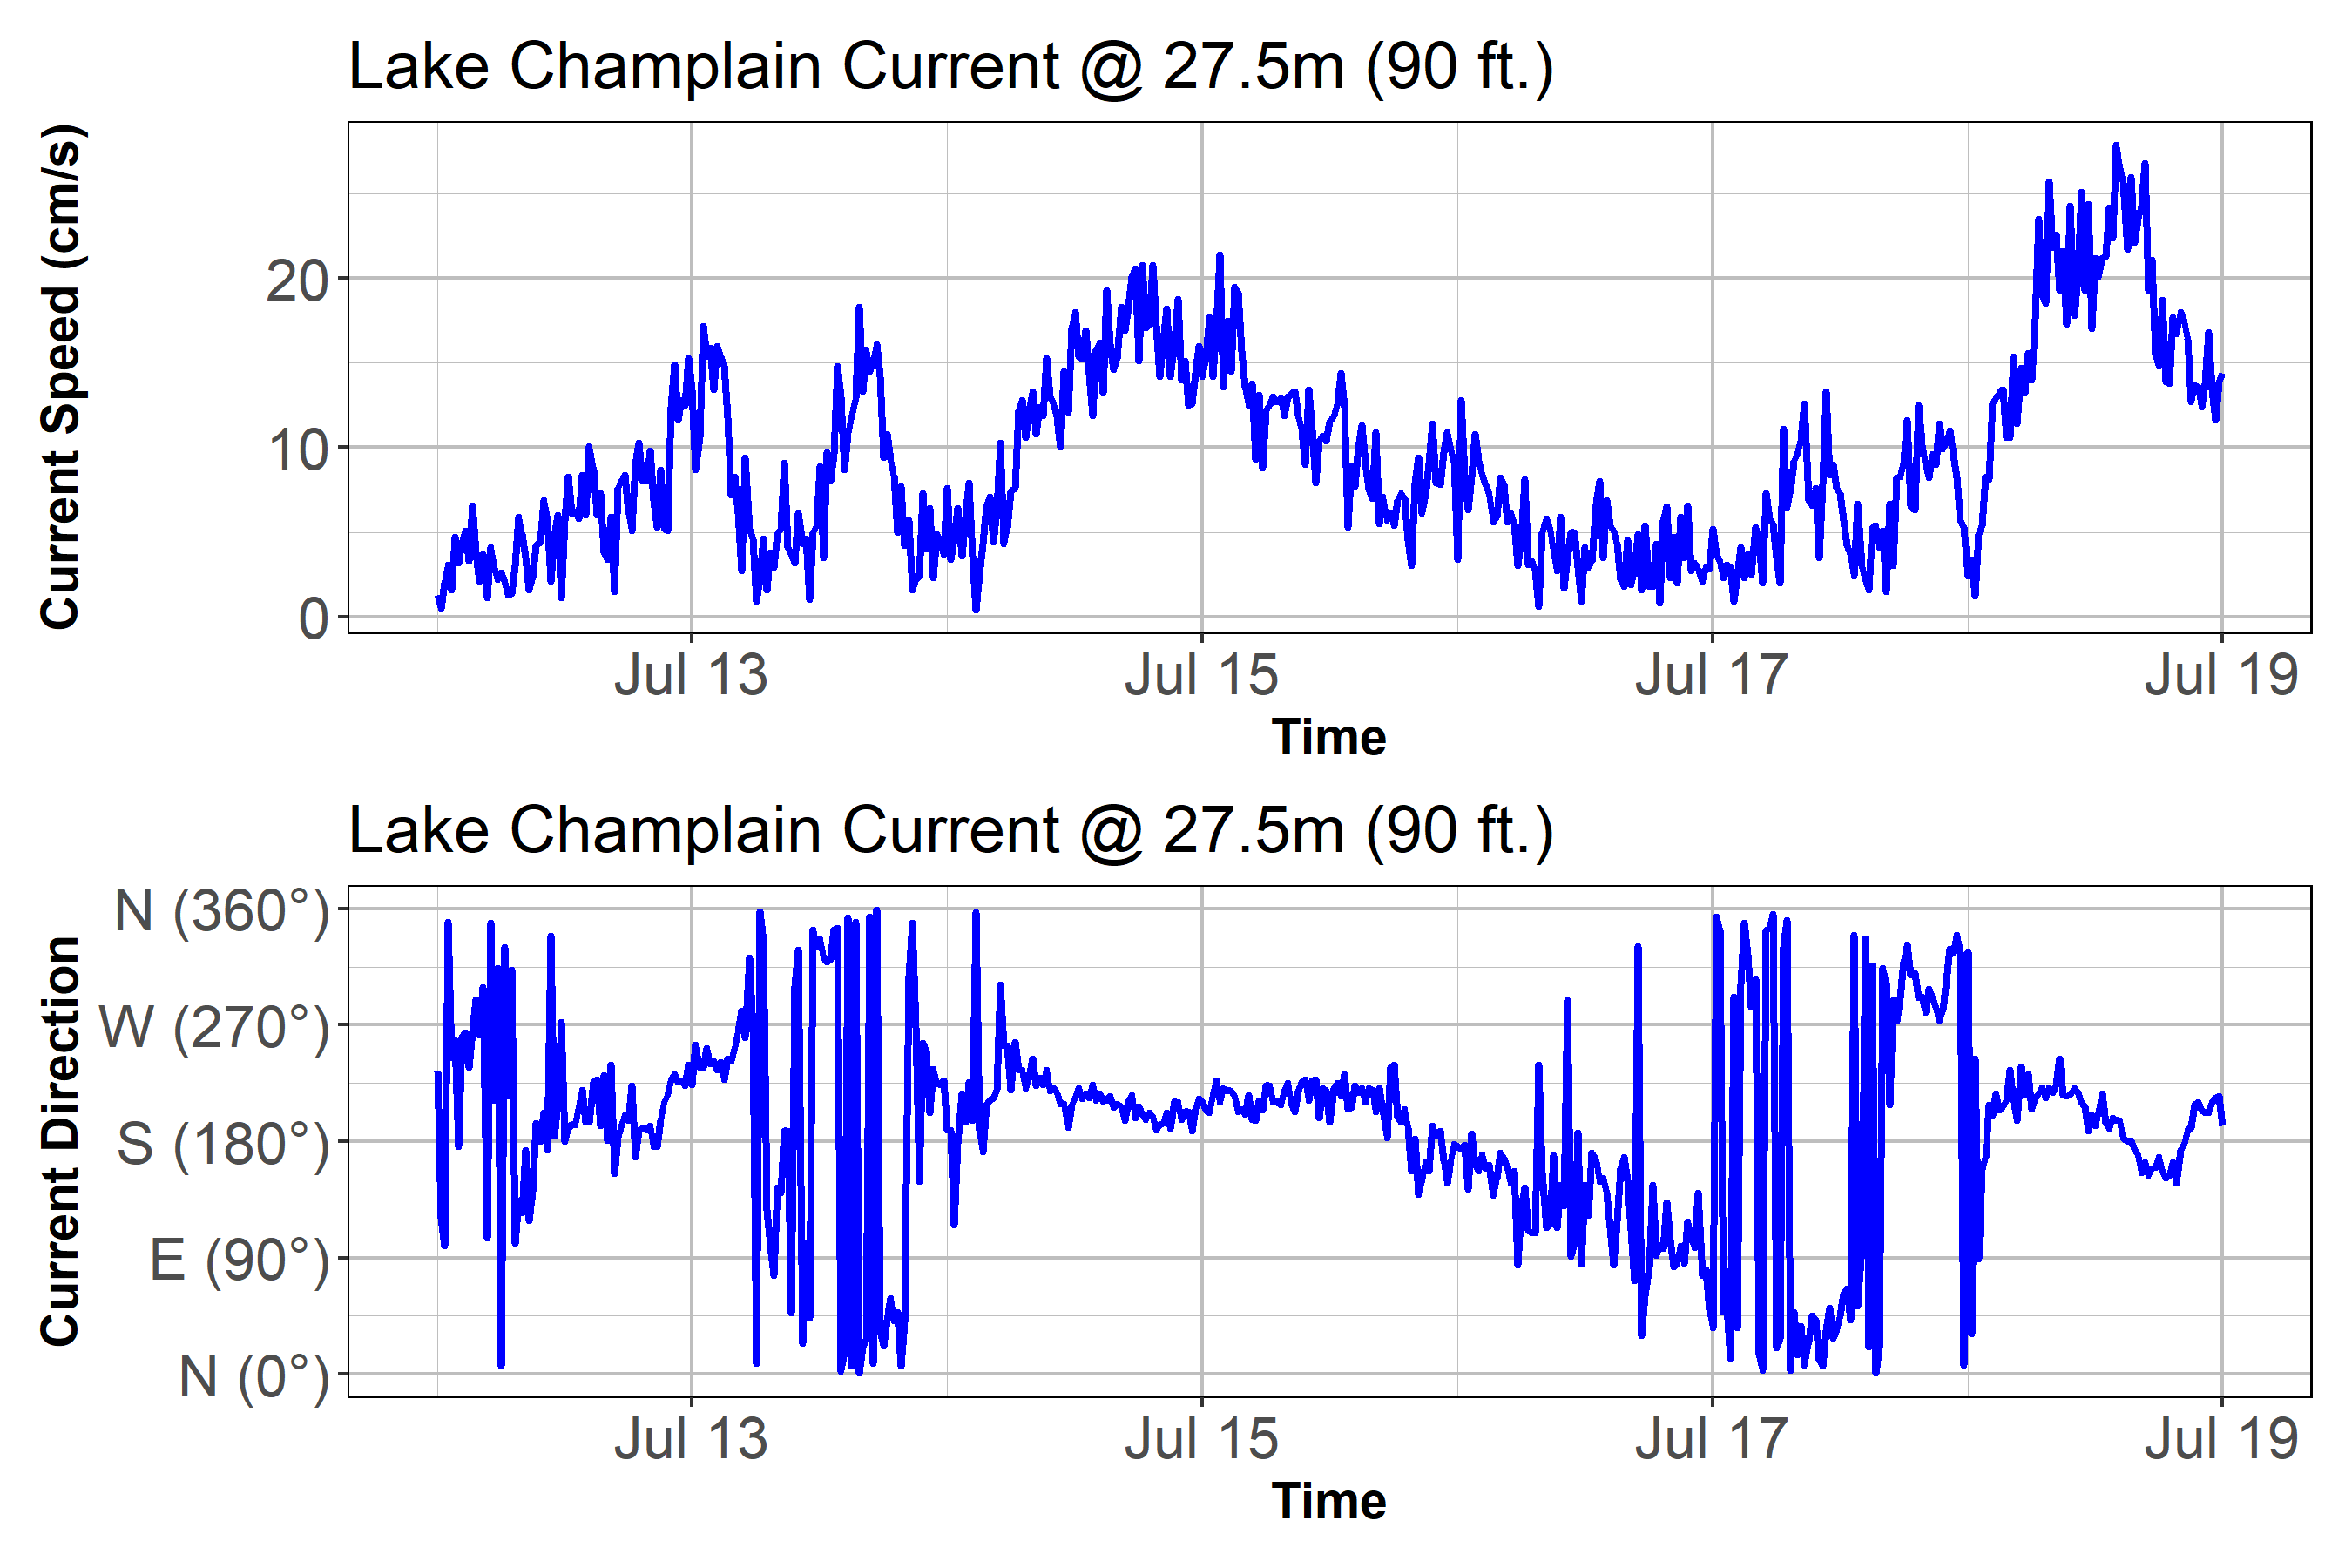 Lake Champlain Current @ 27.5m (90 ft.)
Current Speed (cm/s)
20
10
0
Jul 13 Jul 15 Jul 17 Jul 19
Time
Lake Champlain Current @ 27.5m (90 ft.)
Current Direction
N (360°)
W (270°)
S (180°)
E (90°)
N (0°)
Jul 13 Jul 15 Jul 17 Jul 19
Time